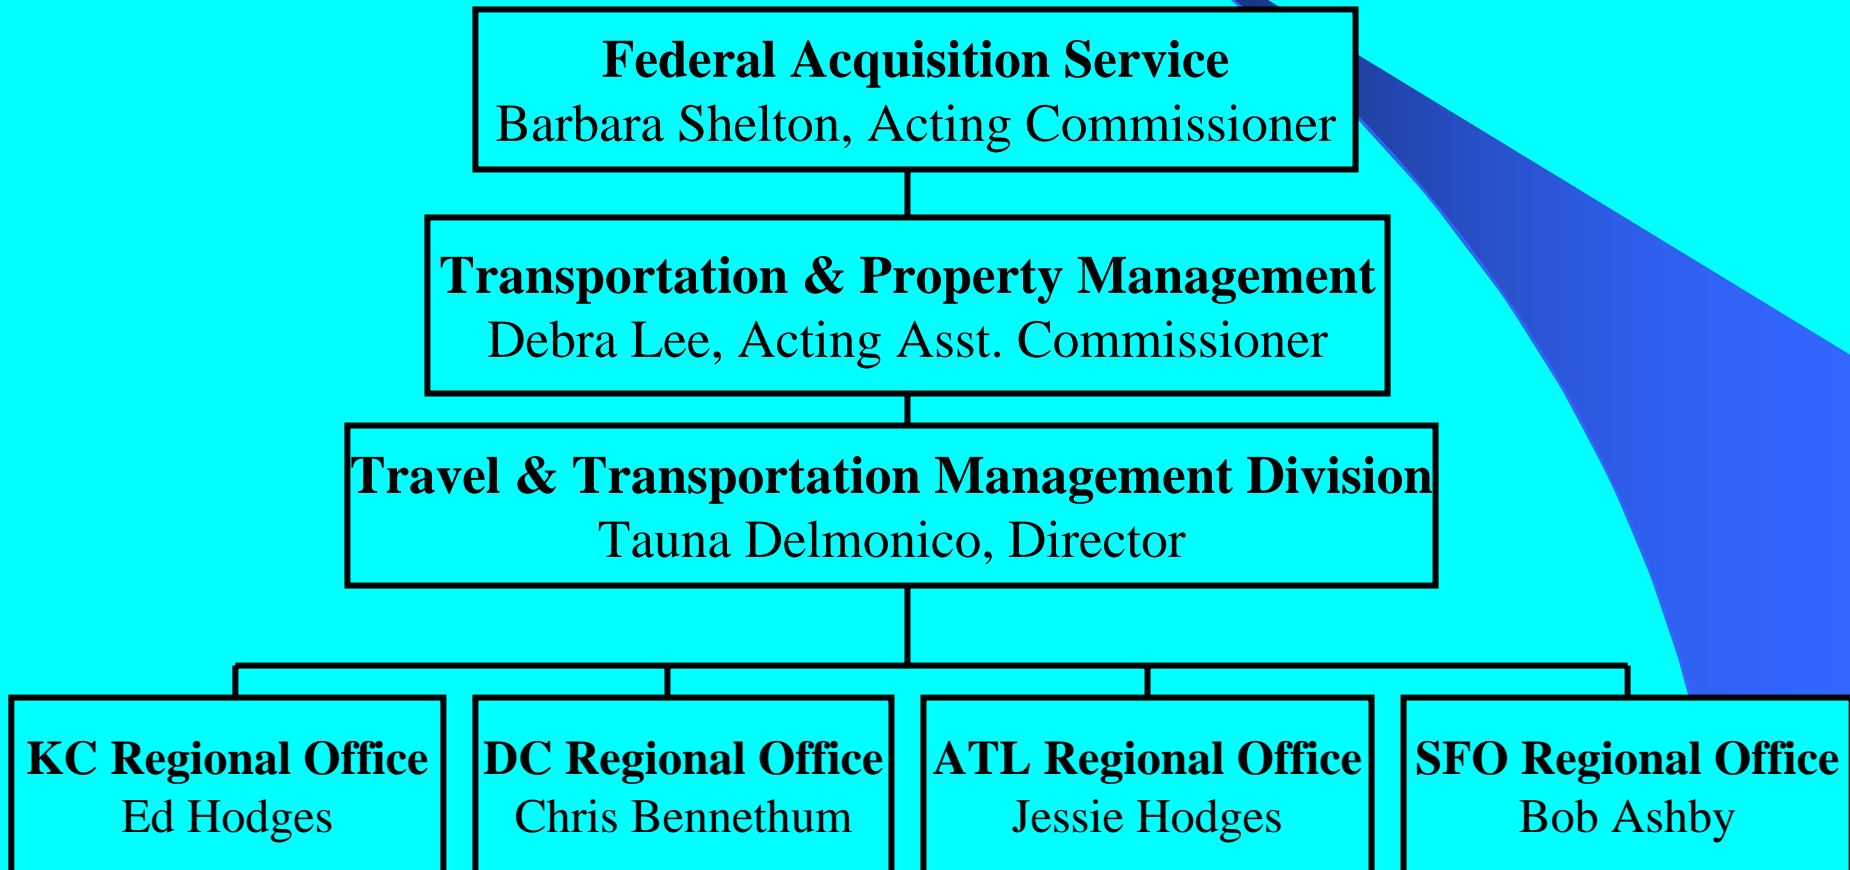 Federal Acquisition Service
Barbara Shelton, Acting Commissioner
Transportation & Property Management
Debra Lee, Acting Asst. Commissioner
Travel & Transportation Management Division
Tauna Delmonico, Director
KC Regional Office
Ed Hodges
DC Regional Office
Chris Bennethum
ATL Regional Office
Jessie Hodges
SFO Regional Office
Bob Ashby